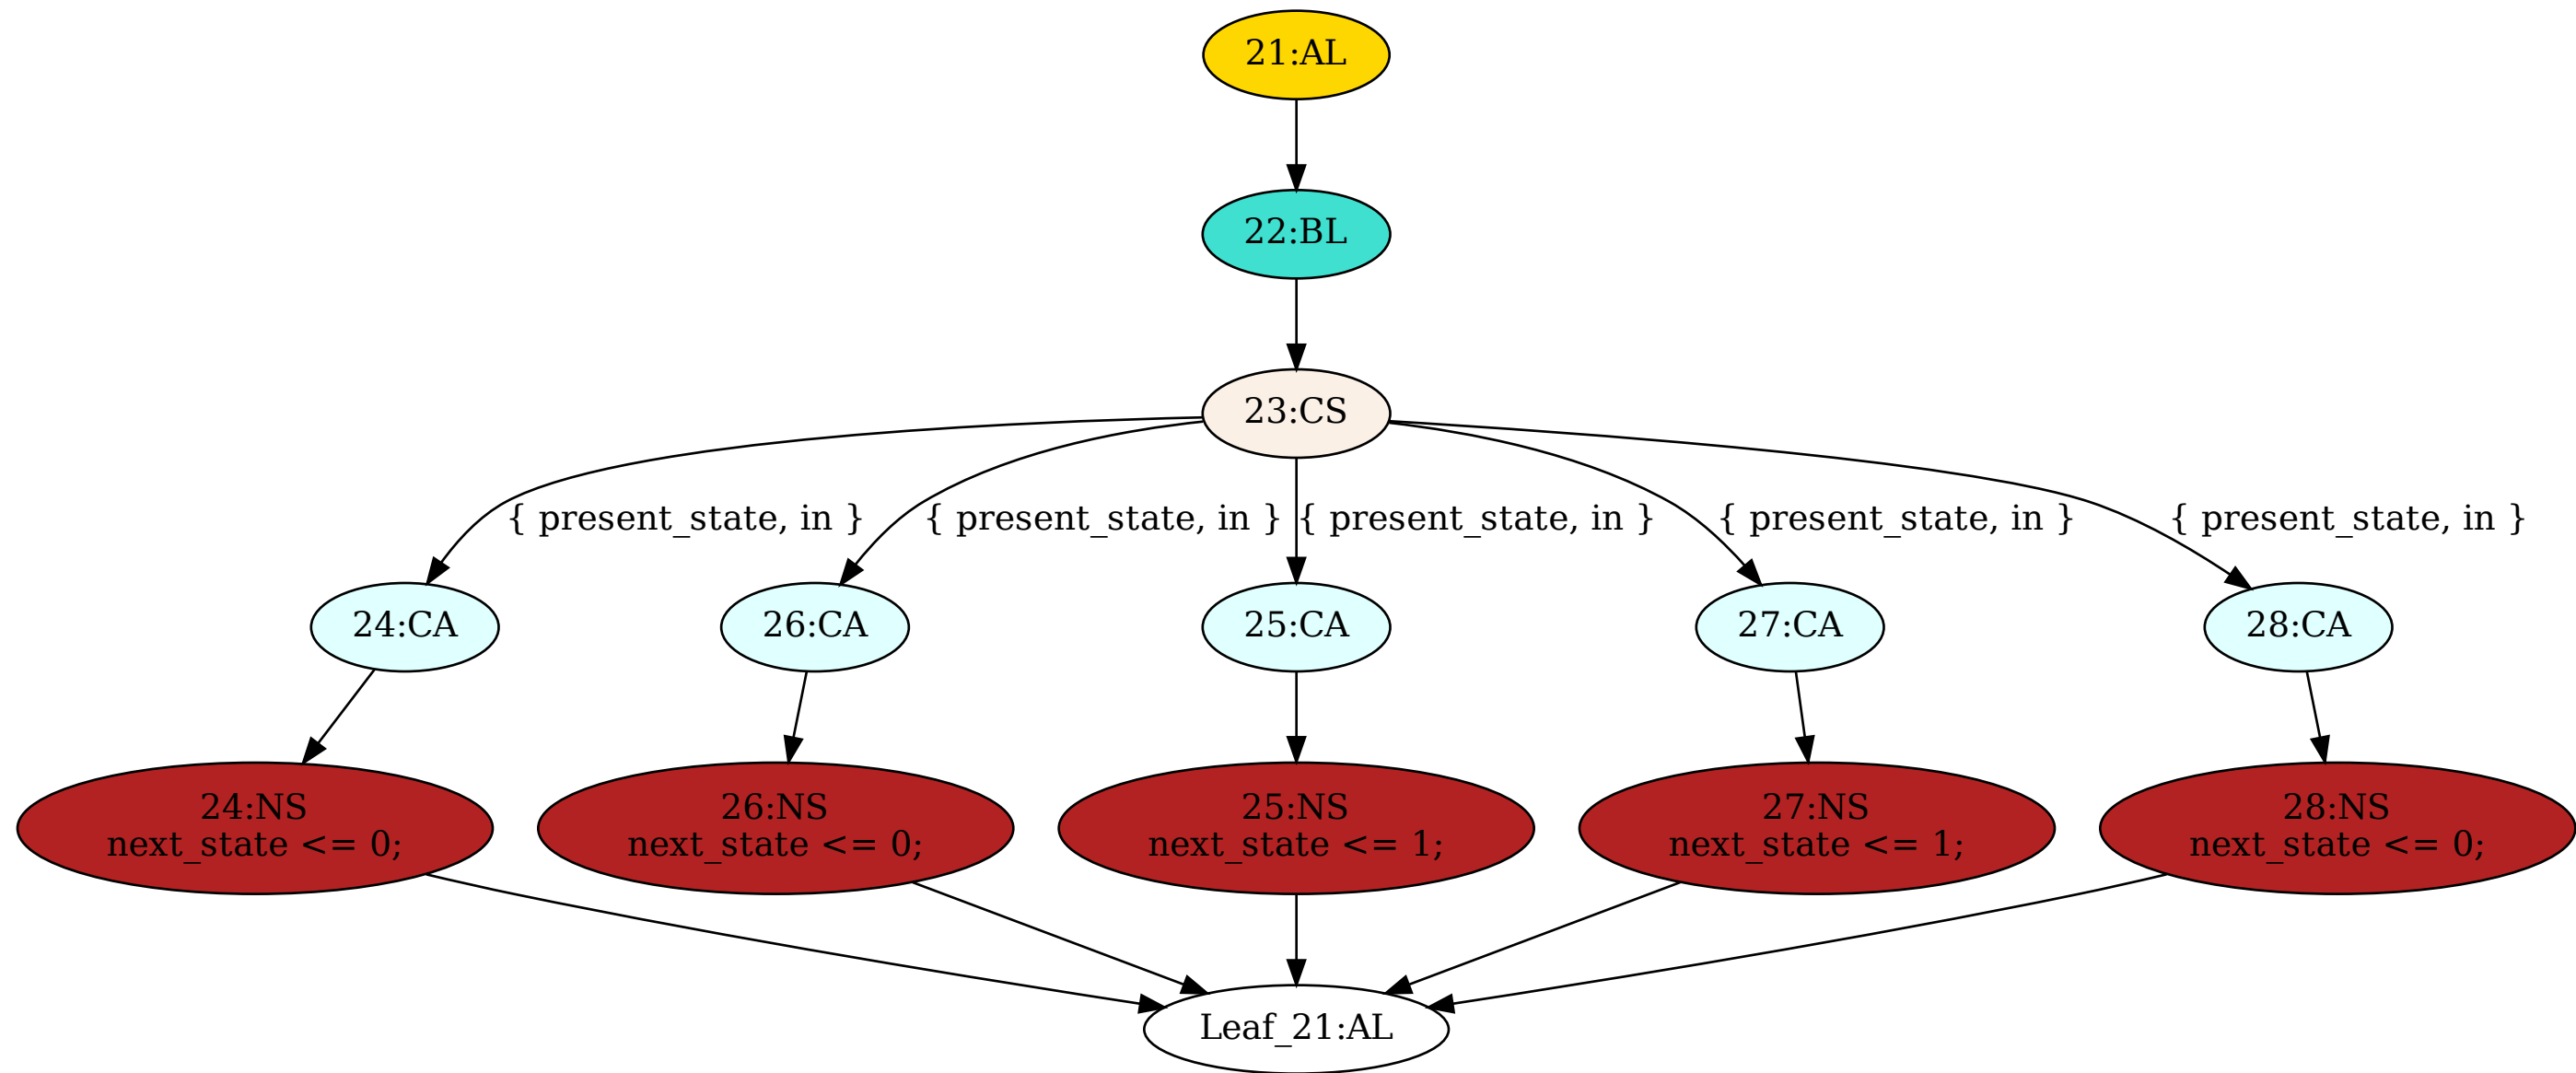 21:AL
22:BL
23:CS
{ present_state, in }
{ present_state, in }
{ present_state, in }
{ present_state, in }
{ present_state, in }
24:CA
26:CA
25:CA
27:CA
28:CA
24:NS
next_state <= 0;
26:NS
next_state <= 0;
25:NS
next_state <= 1;
27:NS
next_state <= 1;
28:NS
next_state <= 0;
Leaf_21:AL